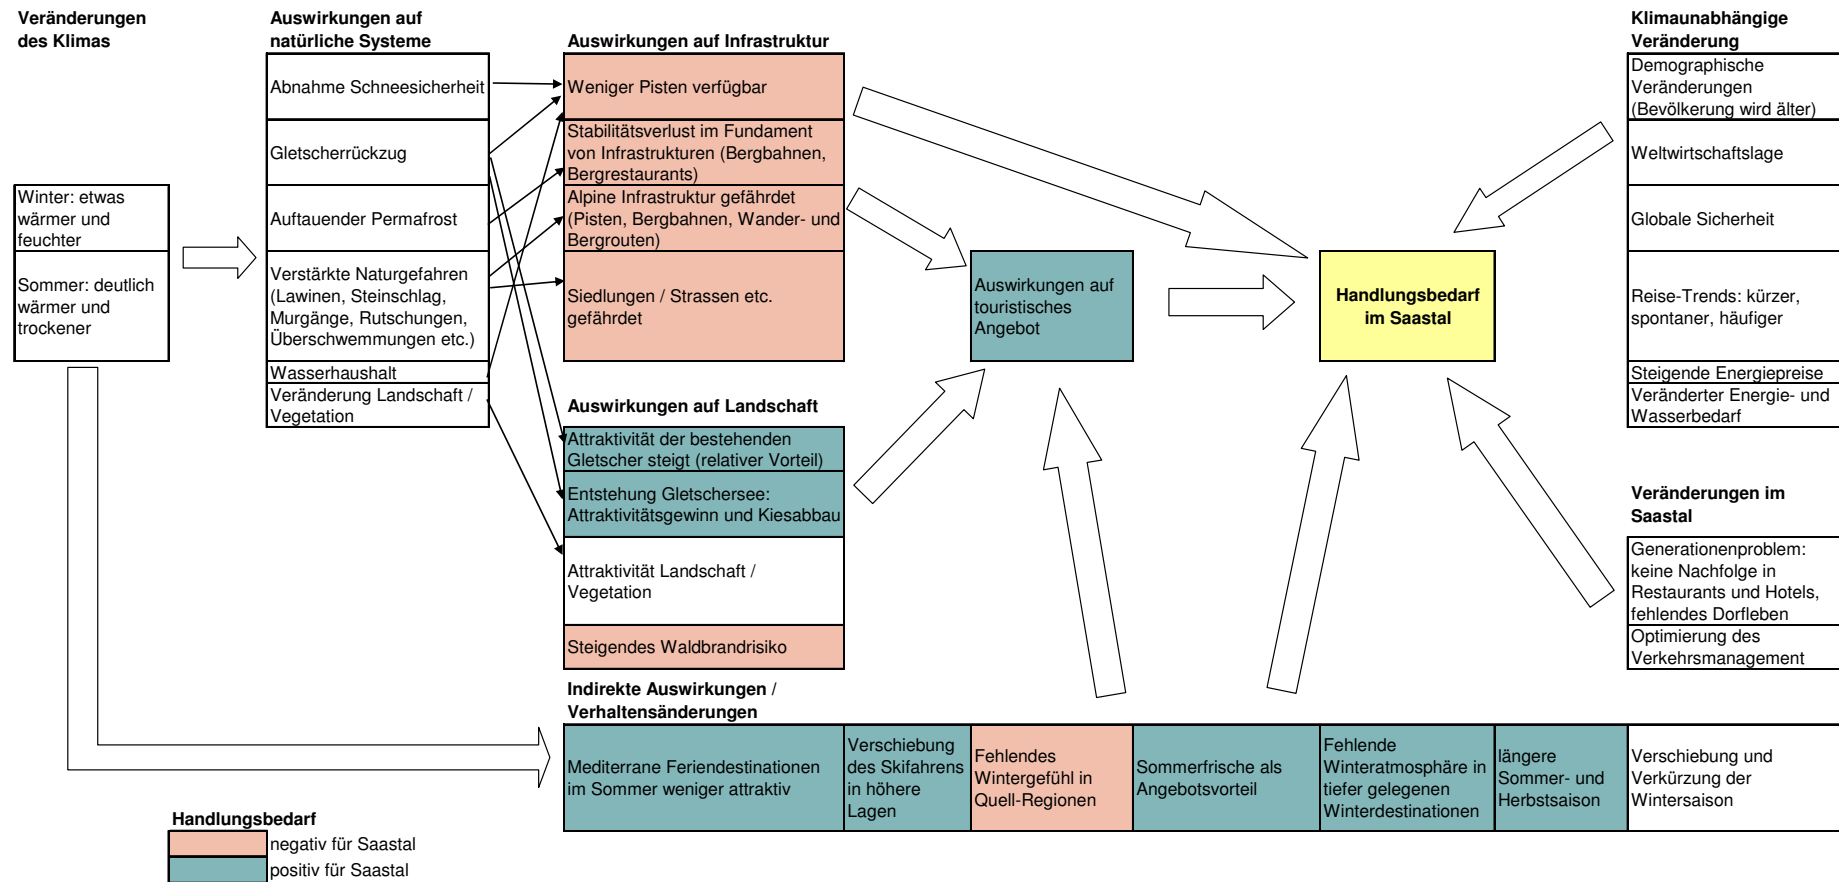 Veränderungen
des Klimas
Winter: etwas
wärmer und
feuchter
Sommer: deutlich
wärmer und
trockener
Auswirkungen auf
natürliche Systeme
Abnahme Schneesicherheit
Gletscherrückzug
Auftauender Permafrost
Verstärkte Naturgefahren
(Lawinen, Steinschlag,
Murgänge, Rutschungen,
Überschwemmungen etc.)
Wasserhaushalt
Veränderung Landschaft /
Vegetation
Auswirkungen auf Infrastruktur
Weniger Pisten verfügbar
Stabilitätsverlust im Fundament
von Infrastrukturen (Bergbahnen,
Bergrestaurants)
Alpine Infrastruktur gefährdet
(Pisten, Bergbahnen, Wander- und
Bergrouten)
Siedlungen / Strassen etc.
gefährdet
Auswirkungen auf Landschaft
Attraktivität der bestehenden
Gletscher steigt (relativer Vorteil)
Entstehung Gletschersee:
Attraktivitätsgewinn und Kiesabbau
Attraktivität Landschaft /
Vegetation
Steigendes Waldbrandrisiko
Auswirkungen auf
touristisches
Angebot
Handlungsbedarf
im Saastal
Klimaunabhängige
Veränderung
Demographische
Veränderungen
(Bevölkerung wird älter)
Weltwirtschaftslage
Globale Sicherheit
Reise-Trends: kürzer,
spontaner, häufiger
Steigende Energiepreise
Veränderter Energie- und
Wasserbedarf
Veränderungen im
Saastal
Generationenproblem:
keine Nachfolge in
Restaurants und Hotels,
fehlendes Dorfleben
Optimierung des
Verkehrsmanagement
Indirekte Auswirkungen /
Verhaltensänderungen
Mediterrane Feriendestinationen
im Sommer weniger attraktiv
Verschiebung
des Skifahrens
in höhere
Lagen
Fehlendes
Wintergefühl in
Quell-Regionen
Sommerfrische als
Angebotsvorteil
Fehlende
Winteratmosphäre in
tiefer gelegenen
Winterdestinationen
längere
Sommer- und
Herbstsaison
Verschiebung und
Verkürzung der
Wintersaison
Handlungsbedarf
negativ für Saastal
positiv für Saastal